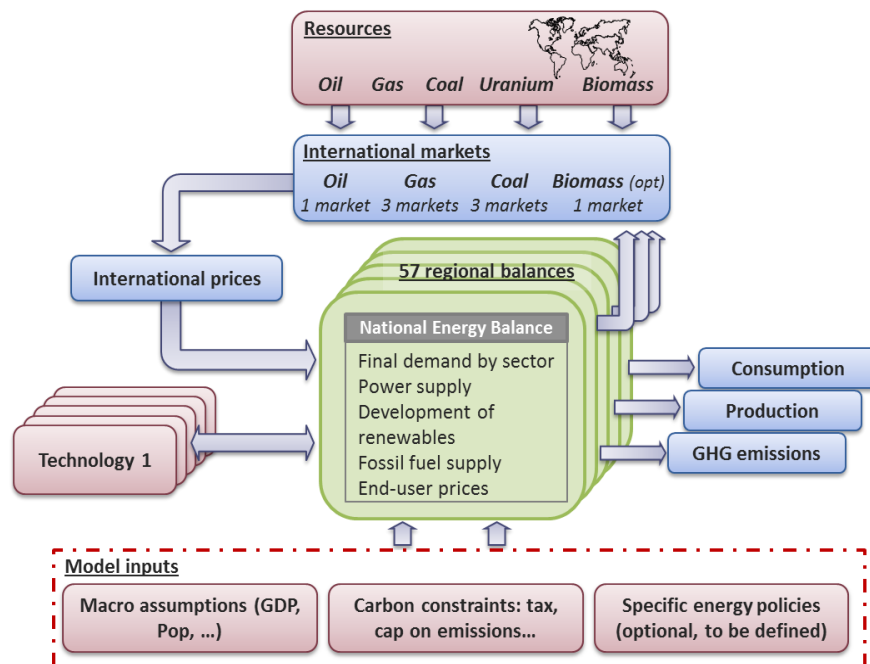 Resources
Oil Gas Coal Uranium Biomass
International markets
Oil Gas Coal Biomass (opt)
1 market 3 markets 3 markets 1 market
International prices
57 regional balances
National Energy Balance
Final demand by sector
Power supply
Development of
renewables
Fossil fuel supply
End-user prices
Consumption
Production
GHG emissions
Technology 1
Model inputs
Macro assumptions (GDP,
Pop, ...)
Carbon constraints: tax,
cap on emissions...
Specific energy policies
(optional, to be defined)